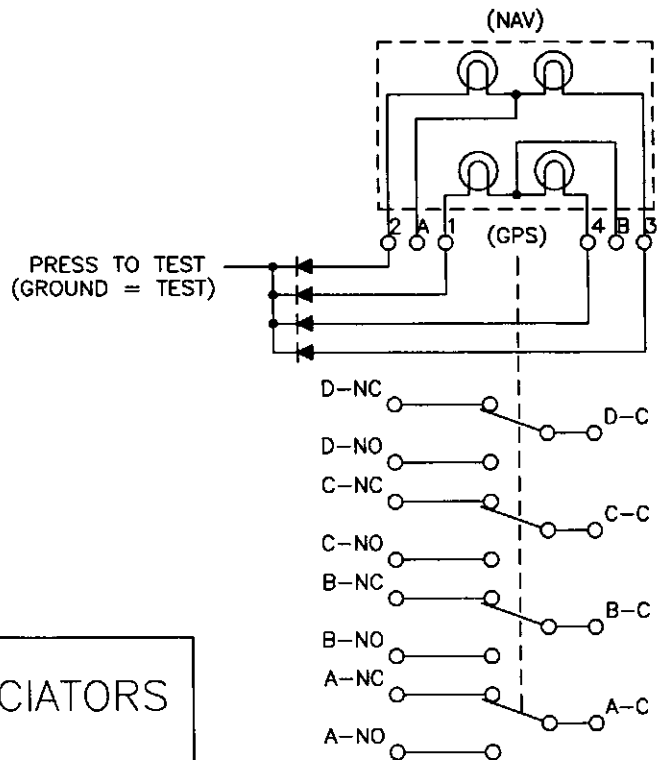 (NAV)
2 A 1 (GPS) 4 B 3
PRESS TO TEST
(GROUND = TEST)
D-NC
D-C
D-NO
C-NC
C-C
C-NO
B-NC
B-C
B-NO
A-NC
A-C
A-NO